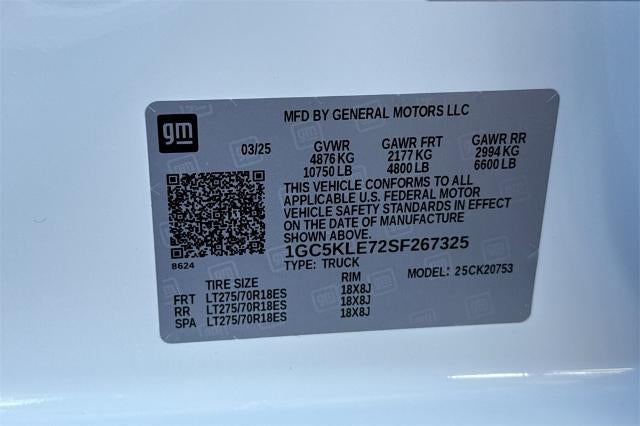 MFD BY GENERAL MOTORS LLC
gm
03/25
GVWR GAWR FRT GAWR RR
4876 KG 2177 KG 2994 KG
10750 LB 4800 LB 6600 LB
THIS VEHICLE CONFORMS TO ALL
APPLICABLE U.S. FEDERAL MOTOR
VEHICLE SAFETY STANDARDS IN EFFECT
ON THE DATE OF MANUFACTURE
SHOWN ABOVE.
8624
1GC5KLE72SF267325
TYPE: TRUCK MODEL: 25CK20753
TIRE SIZE RIM
FRT LT275/70R18ES 18X8J
RR LT275/70R18ES 18X8J
SPA LT275/70R18ES 18X8J